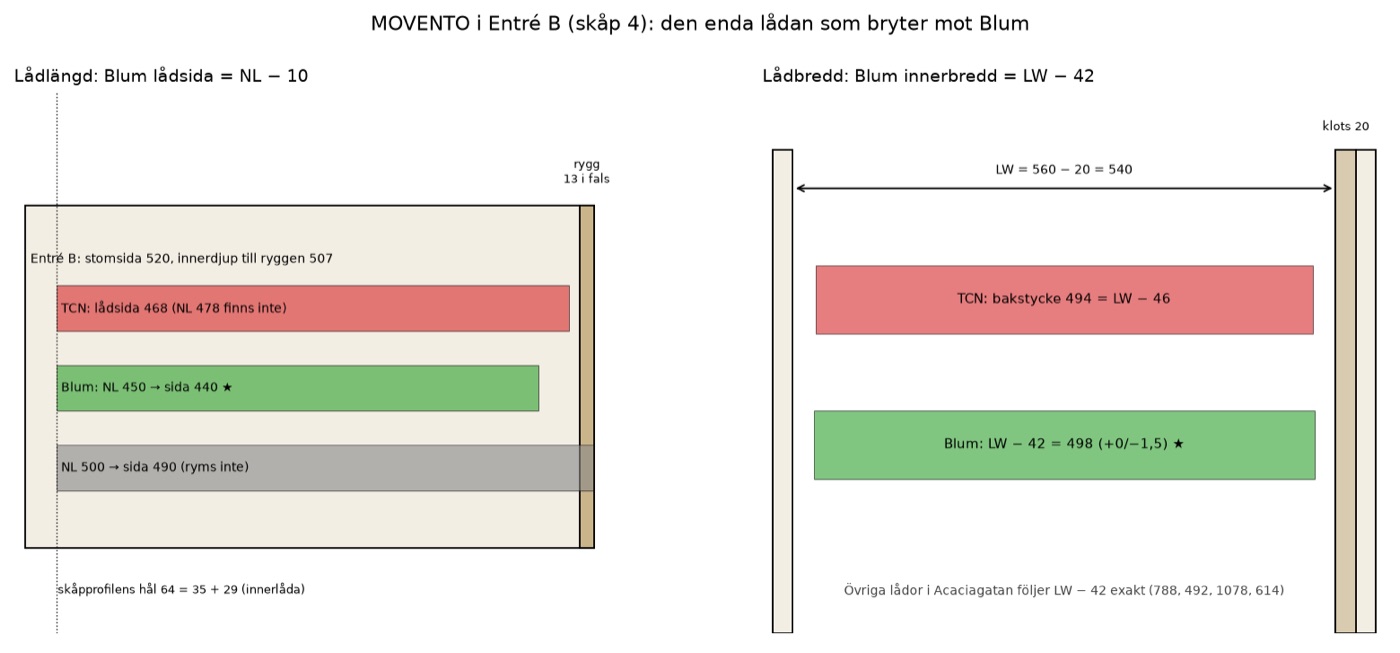 MOVENTO i Entré B (skåp 4): den enda lådan som bryter mot Blum
Lådlängd: Blum lådsida = NL − 10
rygg
13 i fals
Entré B: stomsida 520, innerdjup till ryggen 507
TCN: lådsida 468 (NL 478 finns inte)
Blum: NL 450 → sida 440 ★
NL 500 → sida 490 (ryms inte)
skåpprofilens hål 64 = 35 + 29 (innerlåda)
Lådbredd: Blum innerbredd = LW − 42
klots 20
LW = 560 − 20 = 540
TCN: bakstycke 494 = LW − 46
Blum: LW − 42 = 498 (+0/−1,5) ★
Övriga lådor i Acaciagatan följer LW − 42 exakt (788, 492, 1078, 614)